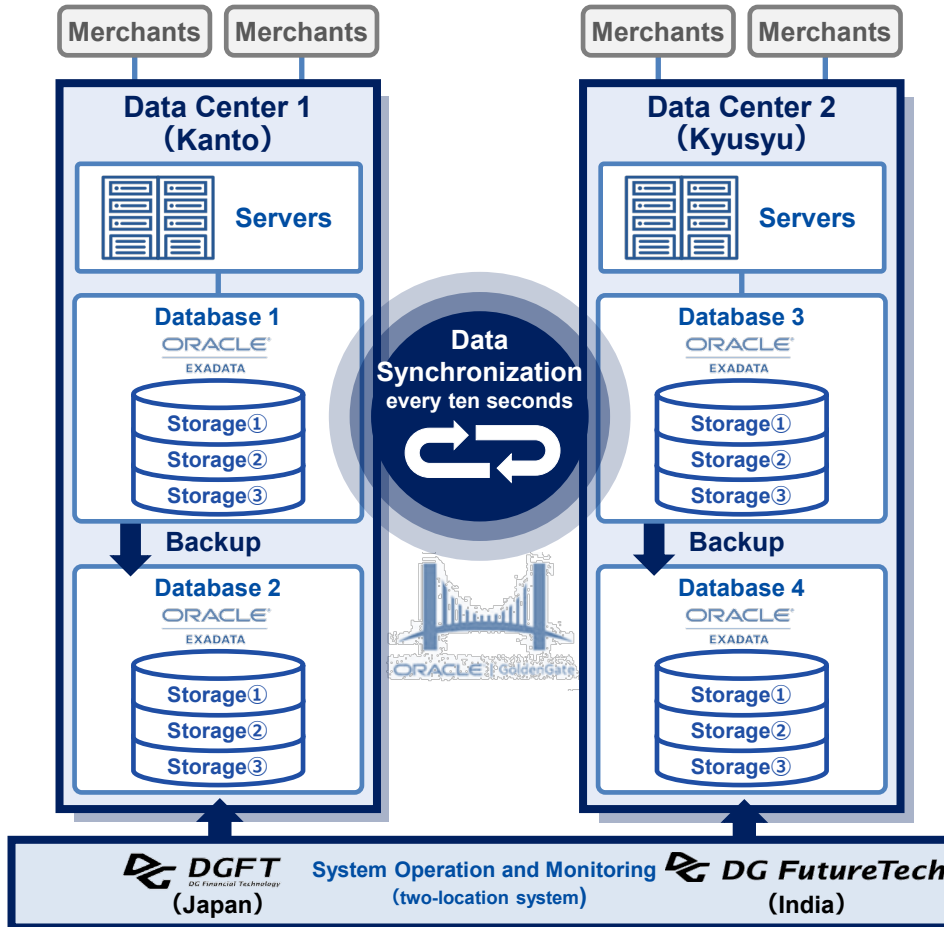 Merchants
Merchants
Merchants
Merchants
Data Center 1
(Kanto)
Servers
Database 1
ORACLE®
EXADATA
Storage①
Storage②
Storage③
Backup
Database 2
ORACLE®
EXADATA
Storage①
Storage②
Storage③
Data
Synchronization
every ten seconds
ORACLE GoldenGate
Data Center 2
(Kyusyu)
Servers
Database 3
ORACLE®
EXADATA
Storage①
Storage②
Storage③
Backup
Database 4
ORACLE®
EXADATA
Storage①
Storage②
Storage③
DGFT
DG Financial Technology
(Japan)
System Operation and Monitoring
(two-location system)
DG FutureTech
(India)